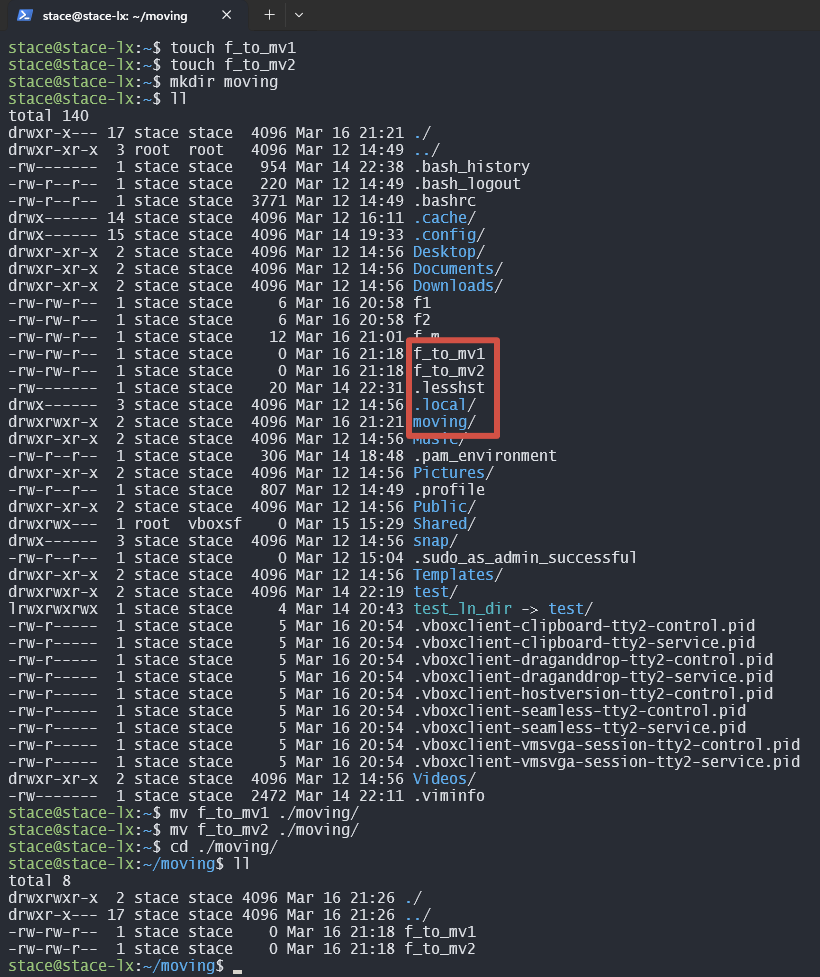 stace@stace-lx: ~/moving
stace@stace-lx:~$ touch f_to_mv1
stace@stace-lx:~$ touch f_to_mv2
stace@stace-lx:~$ mkdir moving
stace@stace-lx:~$ ll
total 140
drwxr-x--- 17 stace stace  4096 Mar 16 21:21 ./
drwxr-xr-x  3 root  root   4096 Mar 12 14:49 ../
-rw-------  1 stace stace   954 Mar 14 22:38 .bash_history
-rw-r--r--  1 stace stace   220 Mar 12 14:49 .bash_logout
-rw-r--r--  1 stace stace  3771 Mar 12 14:49 .bashrc
drwx------ 14 stace stace  4096 Mar 12 16:11 .cache/
drwx------ 15 stace stace  4096 Mar 14 19:33 .config/
drwxr-xr-x  2 stace stace  4096 Mar 12 14:56 Desktop/
drwxr-xr-x  2 stace stace  4096 Mar 12 14:56 Documents/
drwxr-xr-x  2 stace stace  4096 Mar 12 14:56 Downloads/
-rw-rw-r--  1 stace stace     6 Mar 16 20:58 f1
-rw-rw-r--  1 stace stace     6 Mar 16 20:58 f2
-rw-rw-r--  1 stace stace    12 Mar 16 21:01 f_m
-rw-rw-r--  1 stace stace     0 Mar 16 21:18 f_to_mv1
-rw-rw-r--  1 stace stace     0 Mar 16 21:18 f_to_mv2
-rw-------  1 stace stace    20 Mar 14 22:31 .lesshst
drwx------  3 stace stace  4096 Mar 12 14:56 .local/
drwxrwxr-x  2 stace stace  4096 Mar 16 21:21 moving/
drwxr-xr-x  2 stace stace  4096 Mar 12 14:56 Music/
-rw-r--r--  1 stace stace   306 Mar 14 18:48 .pam_environment
drwxr-xr-x  2 stace stace  4096 Mar 12 14:56 Pictures/
-rw-r--r--  1 stace stace   807 Mar 12 14:49 .profile
drwxr-xr-x  2 stace stace  4096 Mar 12 14:56 Public/
drwxrwx---  1 root  vboxsf    0 Mar 15 15:29 Shared/
drwx------  3 stace stace  4096 Mar 12 14:56 snap/
-rw-r--r--  1 stace stace     0 Mar 12 15:04 .sudo_as_admin_successful
drwxr-xr-x  2 stace stace  4096 Mar 12 14:56 Templates/
drwxrwxr-x  2 stace stace  4096 Mar 14 22:19 test/
lrwxrwxrwx  1 stace stace     4 Mar 14 20:43 test_ln_dir -> test/
-rw-r-----  1 stace stace     5 Mar 16 20:54 .vboxclient-clipboard-tty2-control.pid
-rw-r-----  1 stace stace     5 Mar 16 20:54 .vboxclient-clipboard-tty2-service.pid
-rw-r-----  1 stace stace     5 Mar 16 20:54 .vboxclient-draganddrop-tty2-control.pid
-rw-r-----  1 stace stace     5 Mar 16 20:54 .vboxclient-draganddrop-tty2-service.pid
-rw-r-----  1 stace stace     5 Mar 16 20:54 .vboxclient-hostversion-tty2-control.pid
-rw-r-----  1 stace stace     5 Mar 16 20:54 .vboxclient-seamless-tty2-control.pid
-rw-r-----  1 stace stace     5 Mar 16 20:54 .vboxclient-seamless-tty2-service.pid
-rw-r-----  1 stace stace     5 Mar 16 20:54 .vboxclient-vmsvga-session-tty2-control.pid
-rw-r-----  1 stace stace     5 Mar 16 20:54 .vboxclient-vmsvga-session-tty2-service.pid
drwxr-xr-x  2 stace stace  4096 Mar 12 14:56 Videos/
-rw-------  1 stace stace  2472 Mar 14 22:11 .viminfo
stace@stace-lx:~$ mv f_to_mv1 ./moving/
stace@stace-lx:~$ mv f_to_mv2 ./moving/
stace@stace-lx:~$ cd ./moving/
stace@stace-lx:~/moving$ ll
total 8
drwxrwxr-x  2 stace stace 4096 Mar 16 21:26 ./
drwxr-x--- 17 stace stace 4096 Mar 16 21:26 ../
-rw-rw-r--  1 stace stace    0 Mar 16 21:18 f_to_mv1
-rw-rw-r--  1 stace stace    0 Mar 16 21:18 f_to_mv2
stace@stace-lx:~/moving$